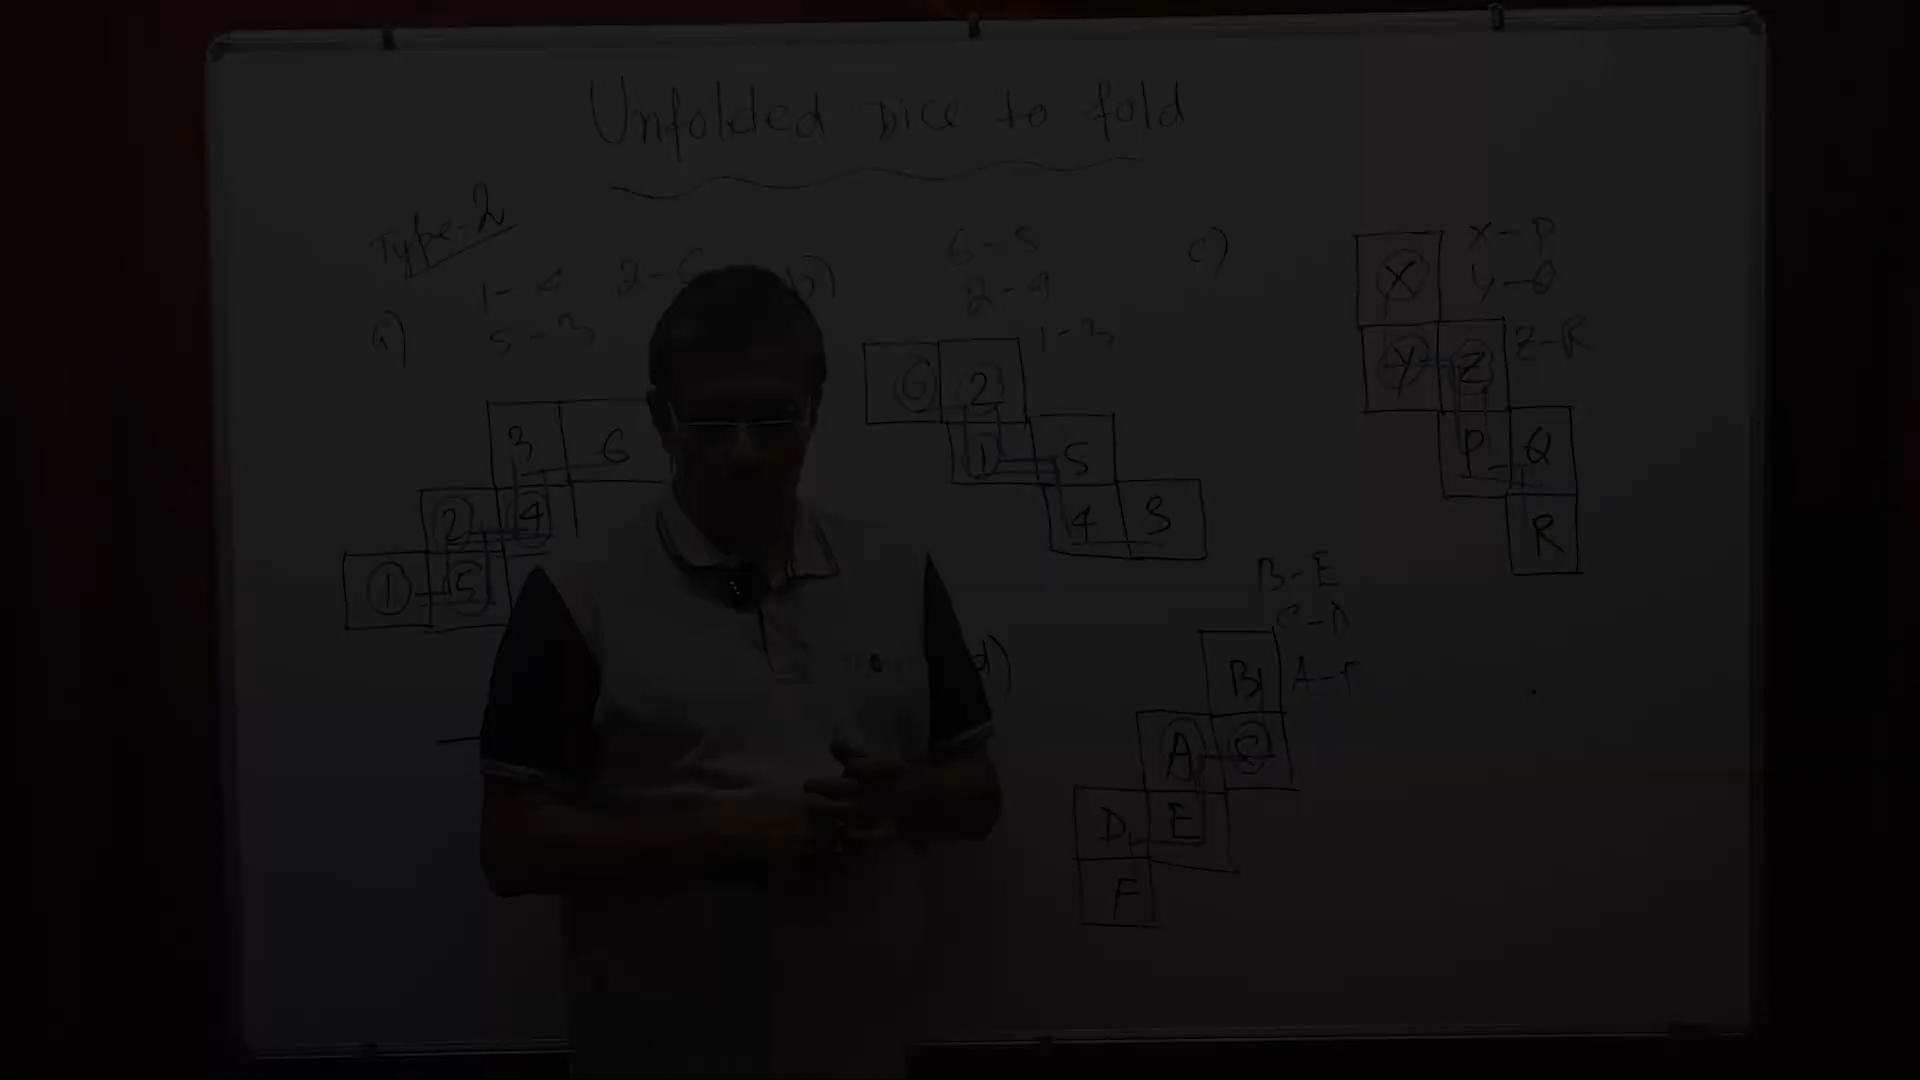 Unfolded Dice to fold
Type-2
a)
1-4
5-3
3 6
2 4
1 5
b)
6-5
2-4
1-3
6 2
1 5
4 3
c)
X-P
Y-Q
Z-R
X
Y Z
P Q
R
d)
B-E
C-D
B
A C
D E
F